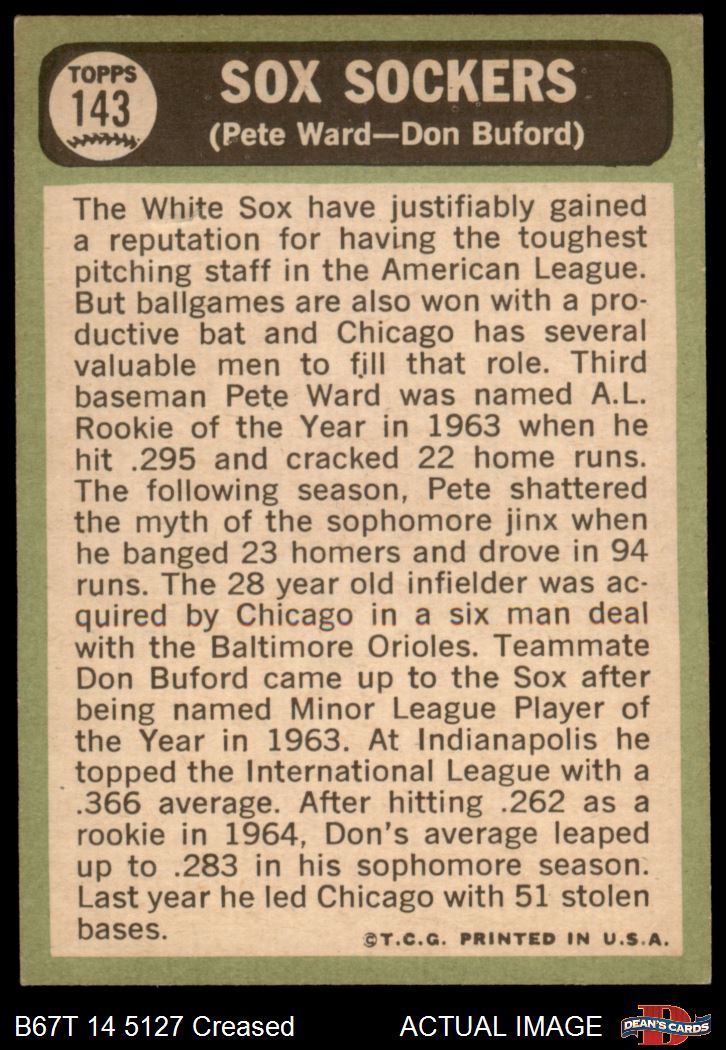 TOPPS
143
SOX SOCKERS
(Pete Ward—Don Buford)
The White Sox have justifiably gained
a reputation for having the toughest
pitching staff in the American League.
But ballgames are also won with a pro-
ductive bat and Chicago has several
valuable men to fill that role. Third
baseman Pete Ward was named A.L.
Rookie of the Year in 1963 when he
hit .295 and cracked 22 home runs.
The following season, Pete shattered
the myth of the sophomore jinx when
he banged 23 homers and drove in 94
runs. The 28 year old infielder was ac-
quired by Chicago in a six man deal
with the Baltimore Orioles. Teammate
Don Buford came up to the Sox after
being named Minor League Player of
the Year in 1963. At Indianapolis he
topped the International League with a
.366 average. After hitting .262 as a
rookie in 1964, Don's average leaped
up to .283 in his sophomore season.
Last year he led Chicago with 51 stolen
bases.
©T.C.G. PRINTED IN U.S.A.
B67T 14 5127 Creased
ACTUAL IMAGE
D
DEAN'S CARDS